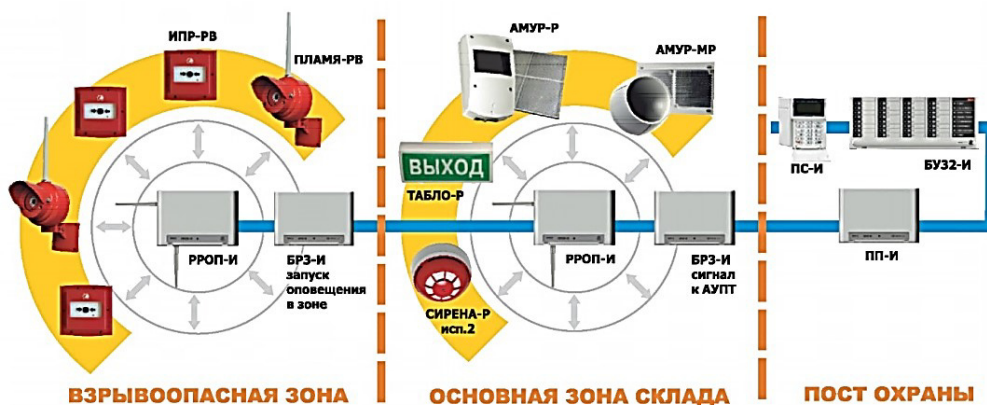 ИПР-РВ
ПЛАМЯ-РВ
РРОП-И
БРЗ-И
запуск
оповещения
в зоне
ВЗРЫВООПАСНАЯ ЗОНА
АМУР-Р
АМУР-МР
ВЫХОД
ТАБЛО-Р
СИРЕНА-Р
исп.2
РРОП-И
БРЗ-И
сигнал
к АУПТ
ОСНОВНАЯ ЗОНА СКЛАДА
ПС-И
БУ32-И
ПП-И
ПОСТ ОХРАНЫ